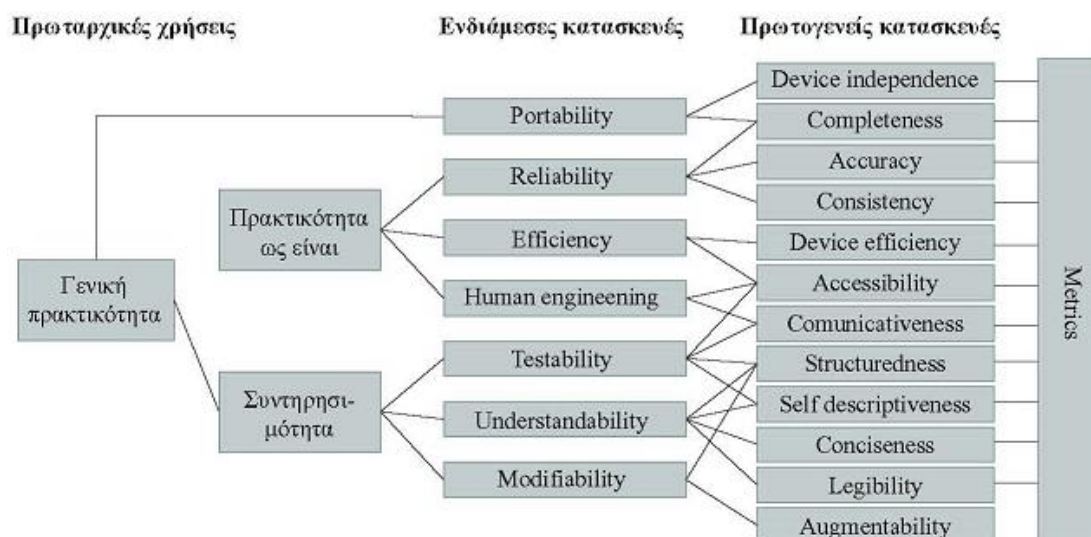 Πρωταρχικές χρήσεις
Ενδιάμεσες κατασκευές
Πρωτογενείς κατασκευές
Γενική
πρακτικότητα
Πρακτικότητα
ως είναι
Συντηρησι-
μότητα
Portability
Reliability
Efficiency
Human engineering
Testability
Understandability
Modifiability
Device independence
Completeness
Accuracy
Consistency
Device efficiency
Accessibility
Comunicativeness
Structuredness
Self descriptiveness
Conciseness
Legibility
Augmentability
Metrics